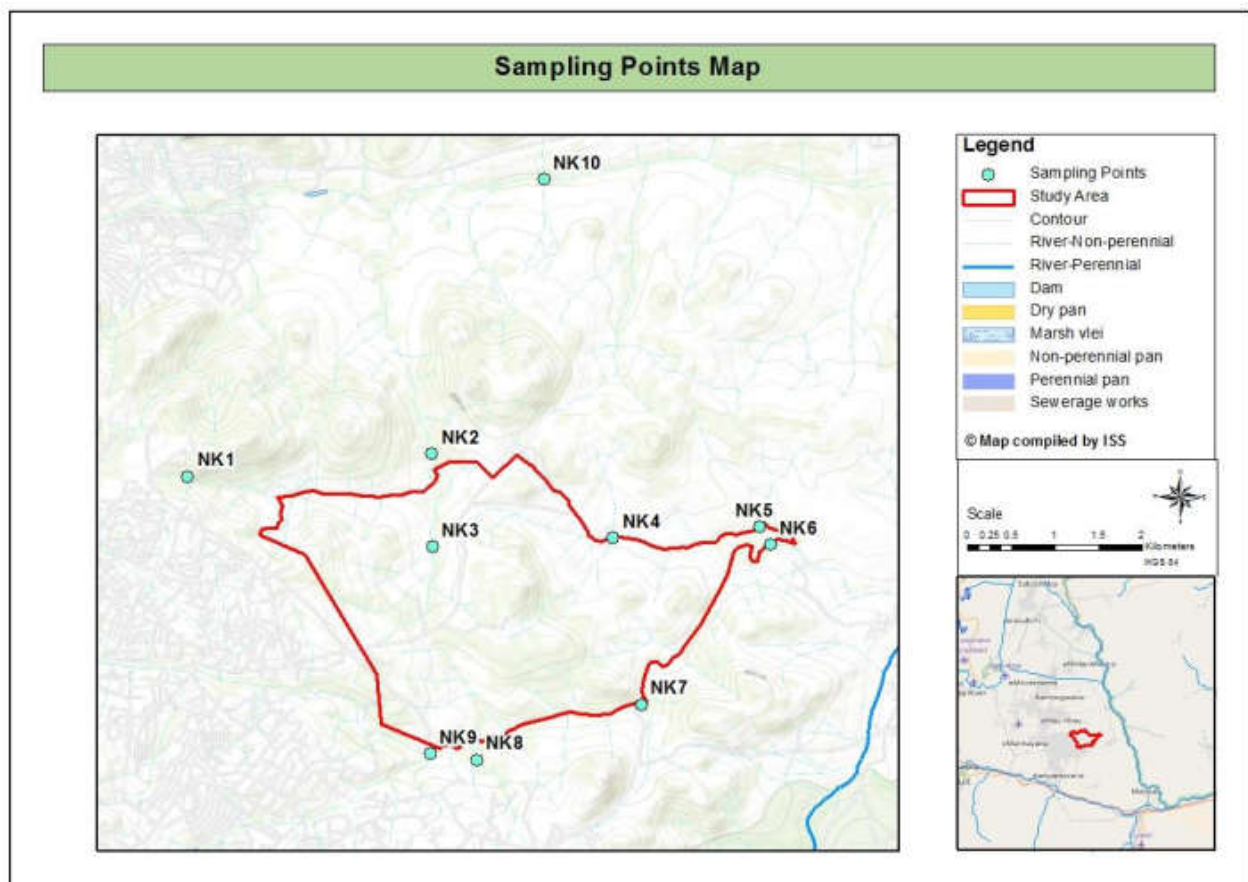 Sampling Points Map
NK10
NK2
NK1
NK3
NK4
NK5
NK6
NK7
NK9
NK8
Legend
Sampling Points
Study Area
Contour
River-Non-perennial
River-Perennial
Dam
Dry pan
Marsh vlei
Non-perennial pan
Perennial pan
Sewerage works
© Map compiled by ISS
Scale
0 0.25 0.5 1 1.5 2
Kilometers